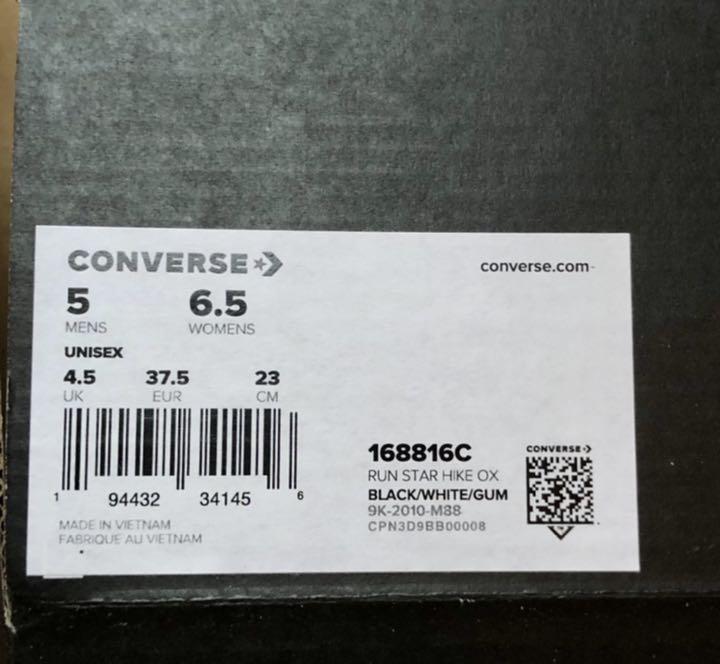 CONVERSE
converse.com
5 6.5
MENS WOMENS
UNISEX
4.5 37.5 23
UK EUR CM
1 94432 34145 6
MADE IN VIETNAM
FABRIQUE AU VIETNAM
168816C
RUN STAR HIKE OX
BLACK/WHITE/GUM
9K-2010-M88
CPN3D9BB00008
CONVERSE